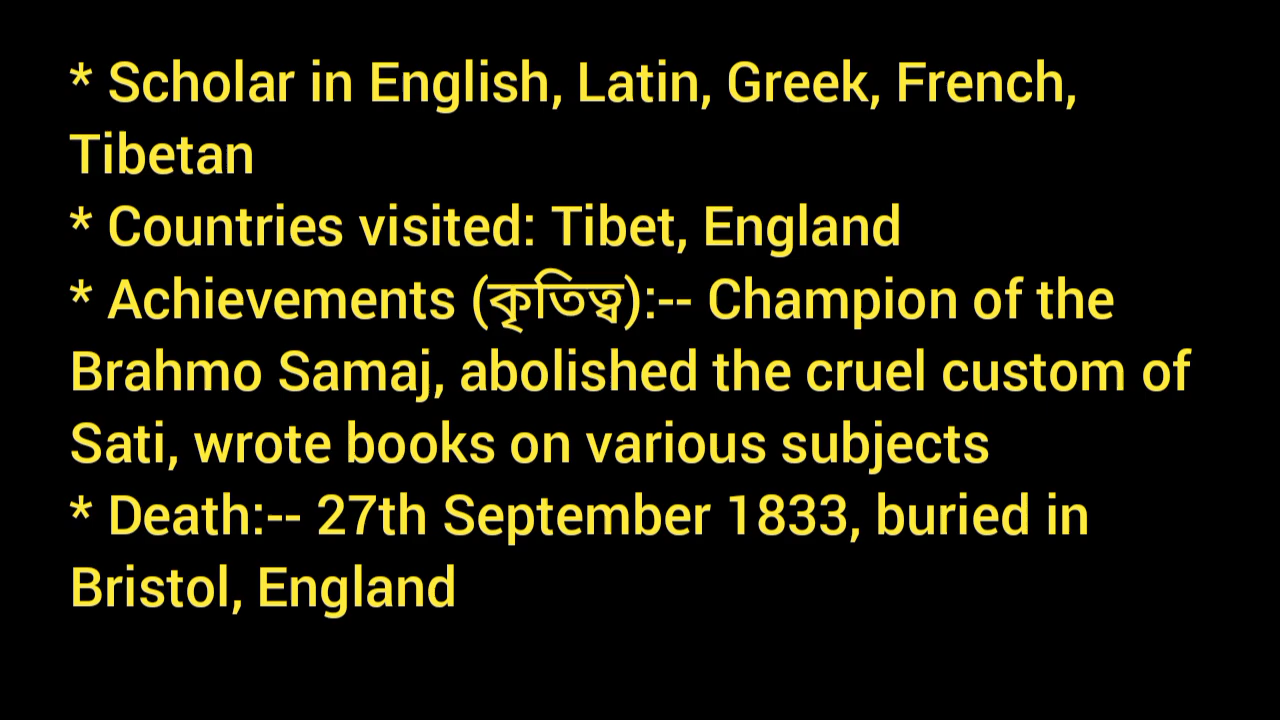 * Scholar in English, Latin, Greek, French,
Tibetan
* Countries visited: Tibet, England
* Achievements (কৃতিত্ব):-- Champion of the
Brahmo Samaj, abolished the cruel custom of
Sati, wrote books on various subjects
* Death:-- 27th September 1833, buried in
Bristol, England